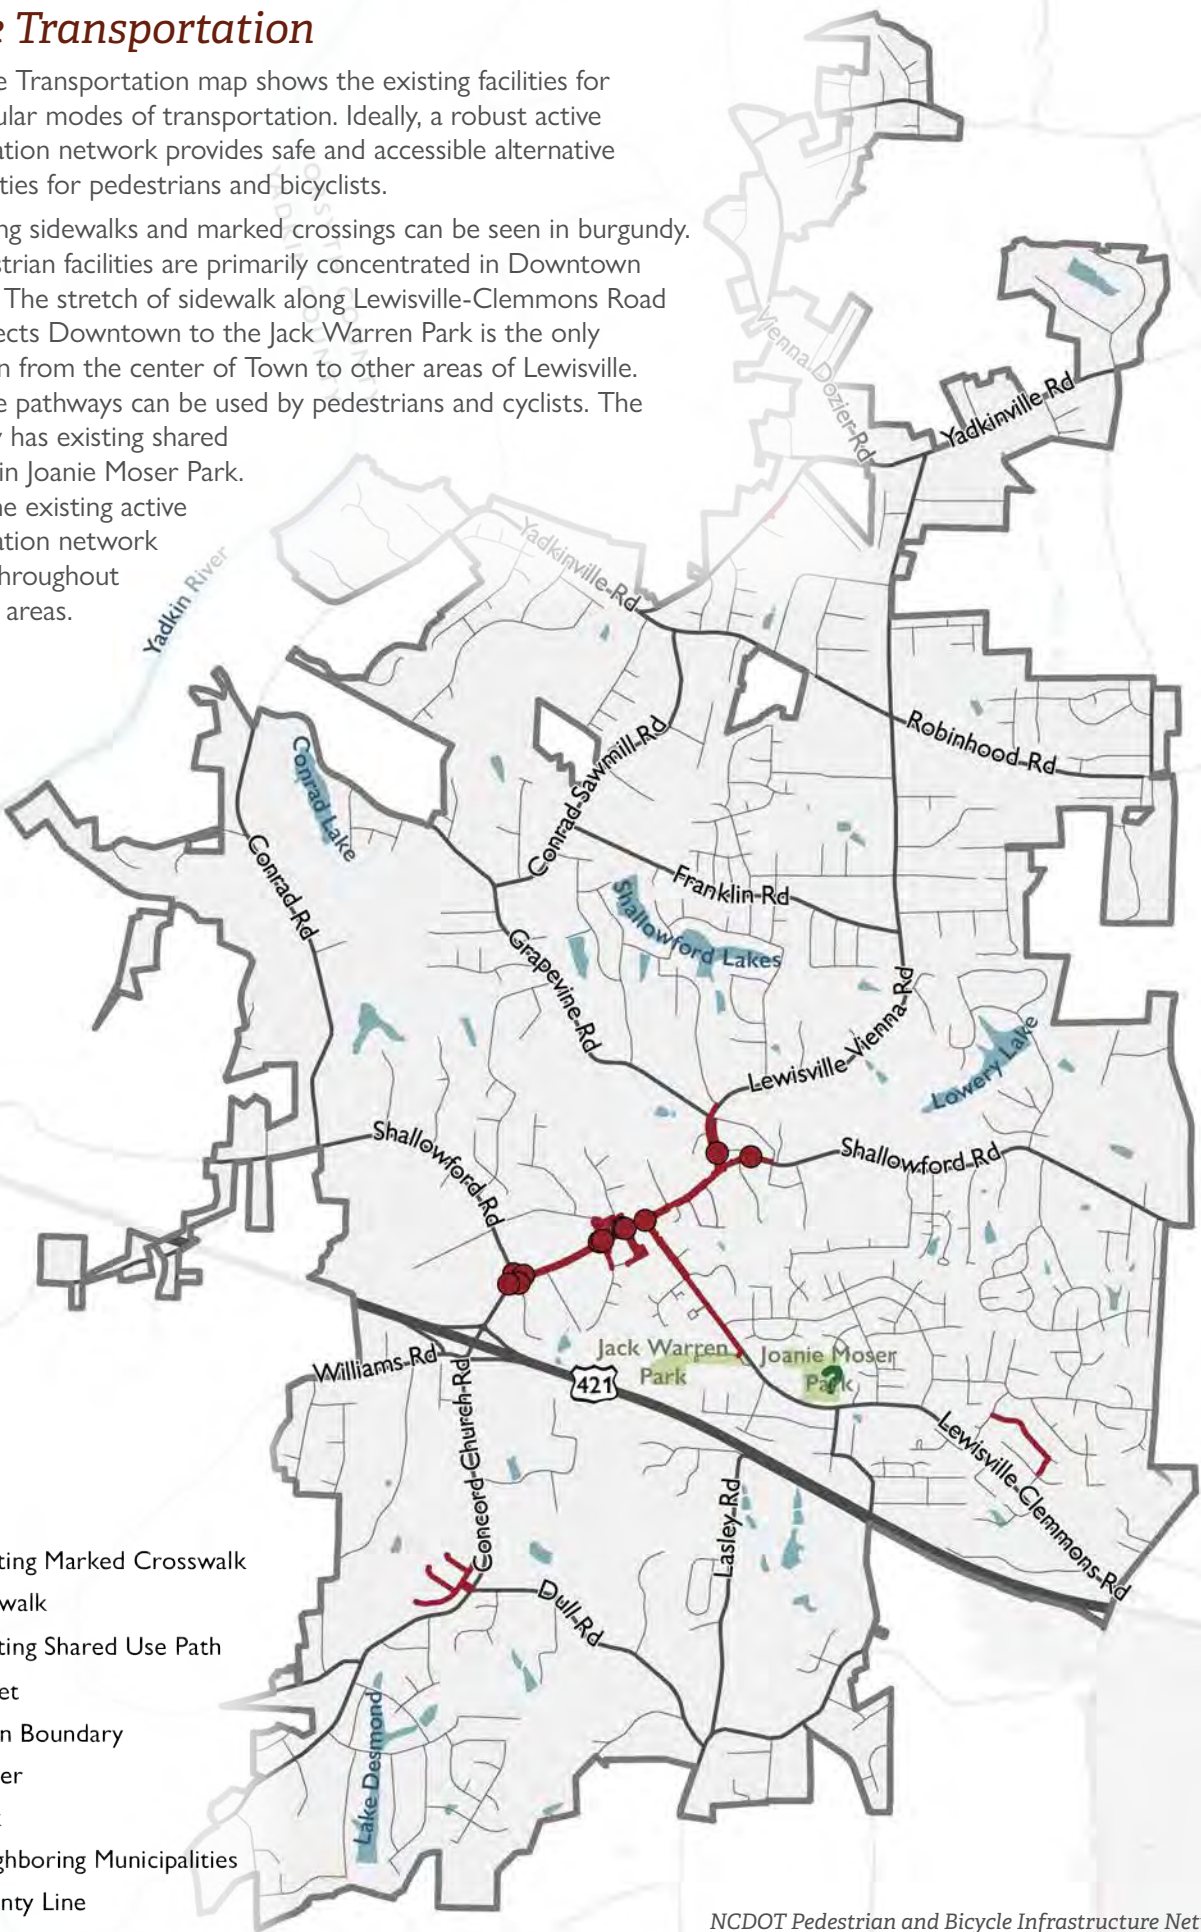 e Transportation
e Transportation map shows the existing facilities for
ular modes of transportation. Ideally, a robust active
ation network provides safe and accessible alternative
ties for pedestrians and bicyclists.
ng sidewalks and marked crossings can be seen in burgundy.
strian facilities are primarily concentrated in Downtown
. The stretch of sidewalk along Lewisville-Clemmons Road
ects Downtown to the Jack Warren Park is the only
n from the center of Town to other areas of Lewisville.
e pathways can be used by pedestrians and cyclists. The
y has existing shared
in Joanie Moser Park.
ne existing active
ation network
hroughout
areas.
Vienna Dozier-Rd
Yadkinville-Rd
Yadkinville-Rd
Yadkin River
Robinhood-Rd
Conrad-Sawmill-Rd
Conrad Lake
Conrad-Rd
Franklin-Rd
Shallowford Lakes
Grapevine-Rd
Lewisville-Vienna-Rd
Lowery Lake
Shallowford-Rd
Shallowford-Rd
Jack Warren
Park
Joanie Moser
Park
Williams-Rd
421
Concord-Church-Rd
Lewisville-Clemmons-Rd
Lasley-Rd
Dull-Rd
Lake Desmond
ting Marked Crosswalk
walk
ting Shared Use Path
et
n Boundary
er
ghboring Municipalities
nty Line
NCDOT Pedestrian and Bicycle Infrastructure Net